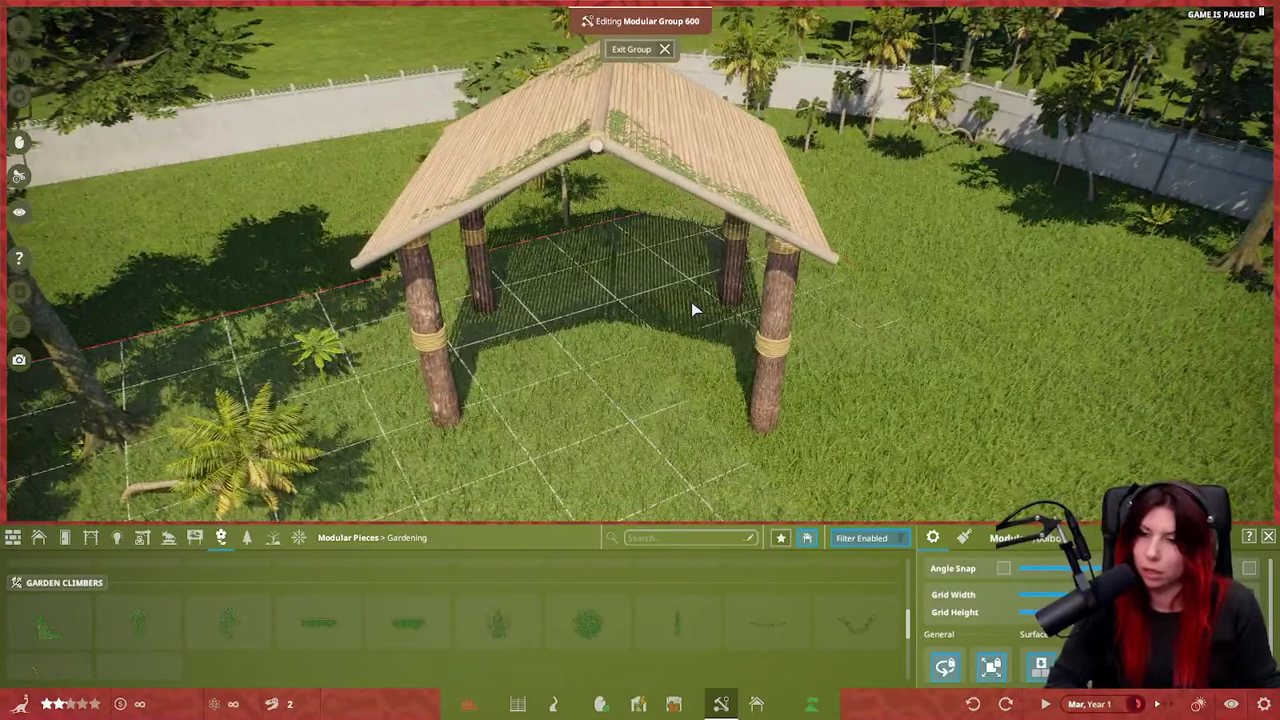 Editing Modular Group 600
GAME IS PAUSED
Exit Group
?
Modular Pieces > Gardening
Search...
Filter Enabled
?
GARDEN CLIMBERS
Angle Snap
Grid Width
Grid Height
General
∞
∞
2
Mar, Year 1